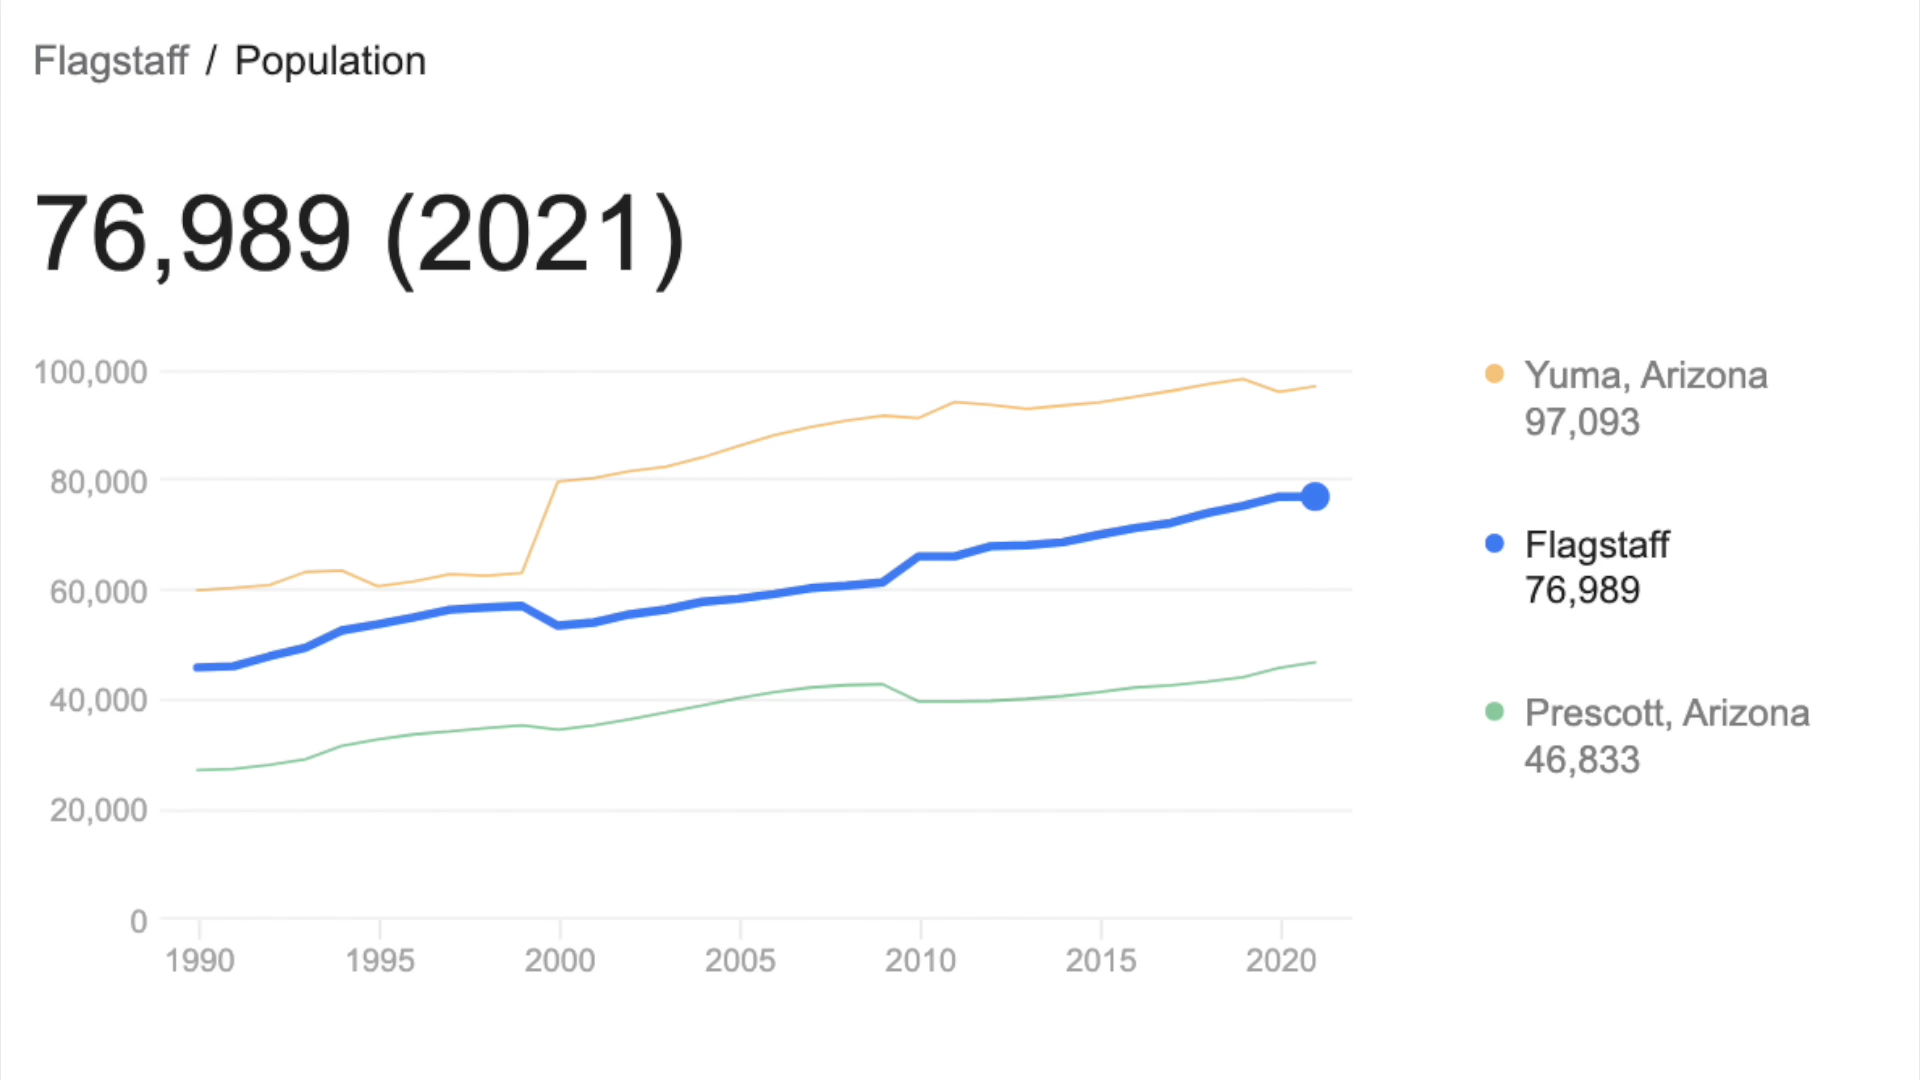 Flagstaff / Population
76,989 (2021)
100,000
80,000
60,000
40,000
20,000
0
1990 1995 2000 2005 2010 2015 2020
Yuma, Arizona
97,093
Flagstaff
76,989
Prescott, Arizona
46,833